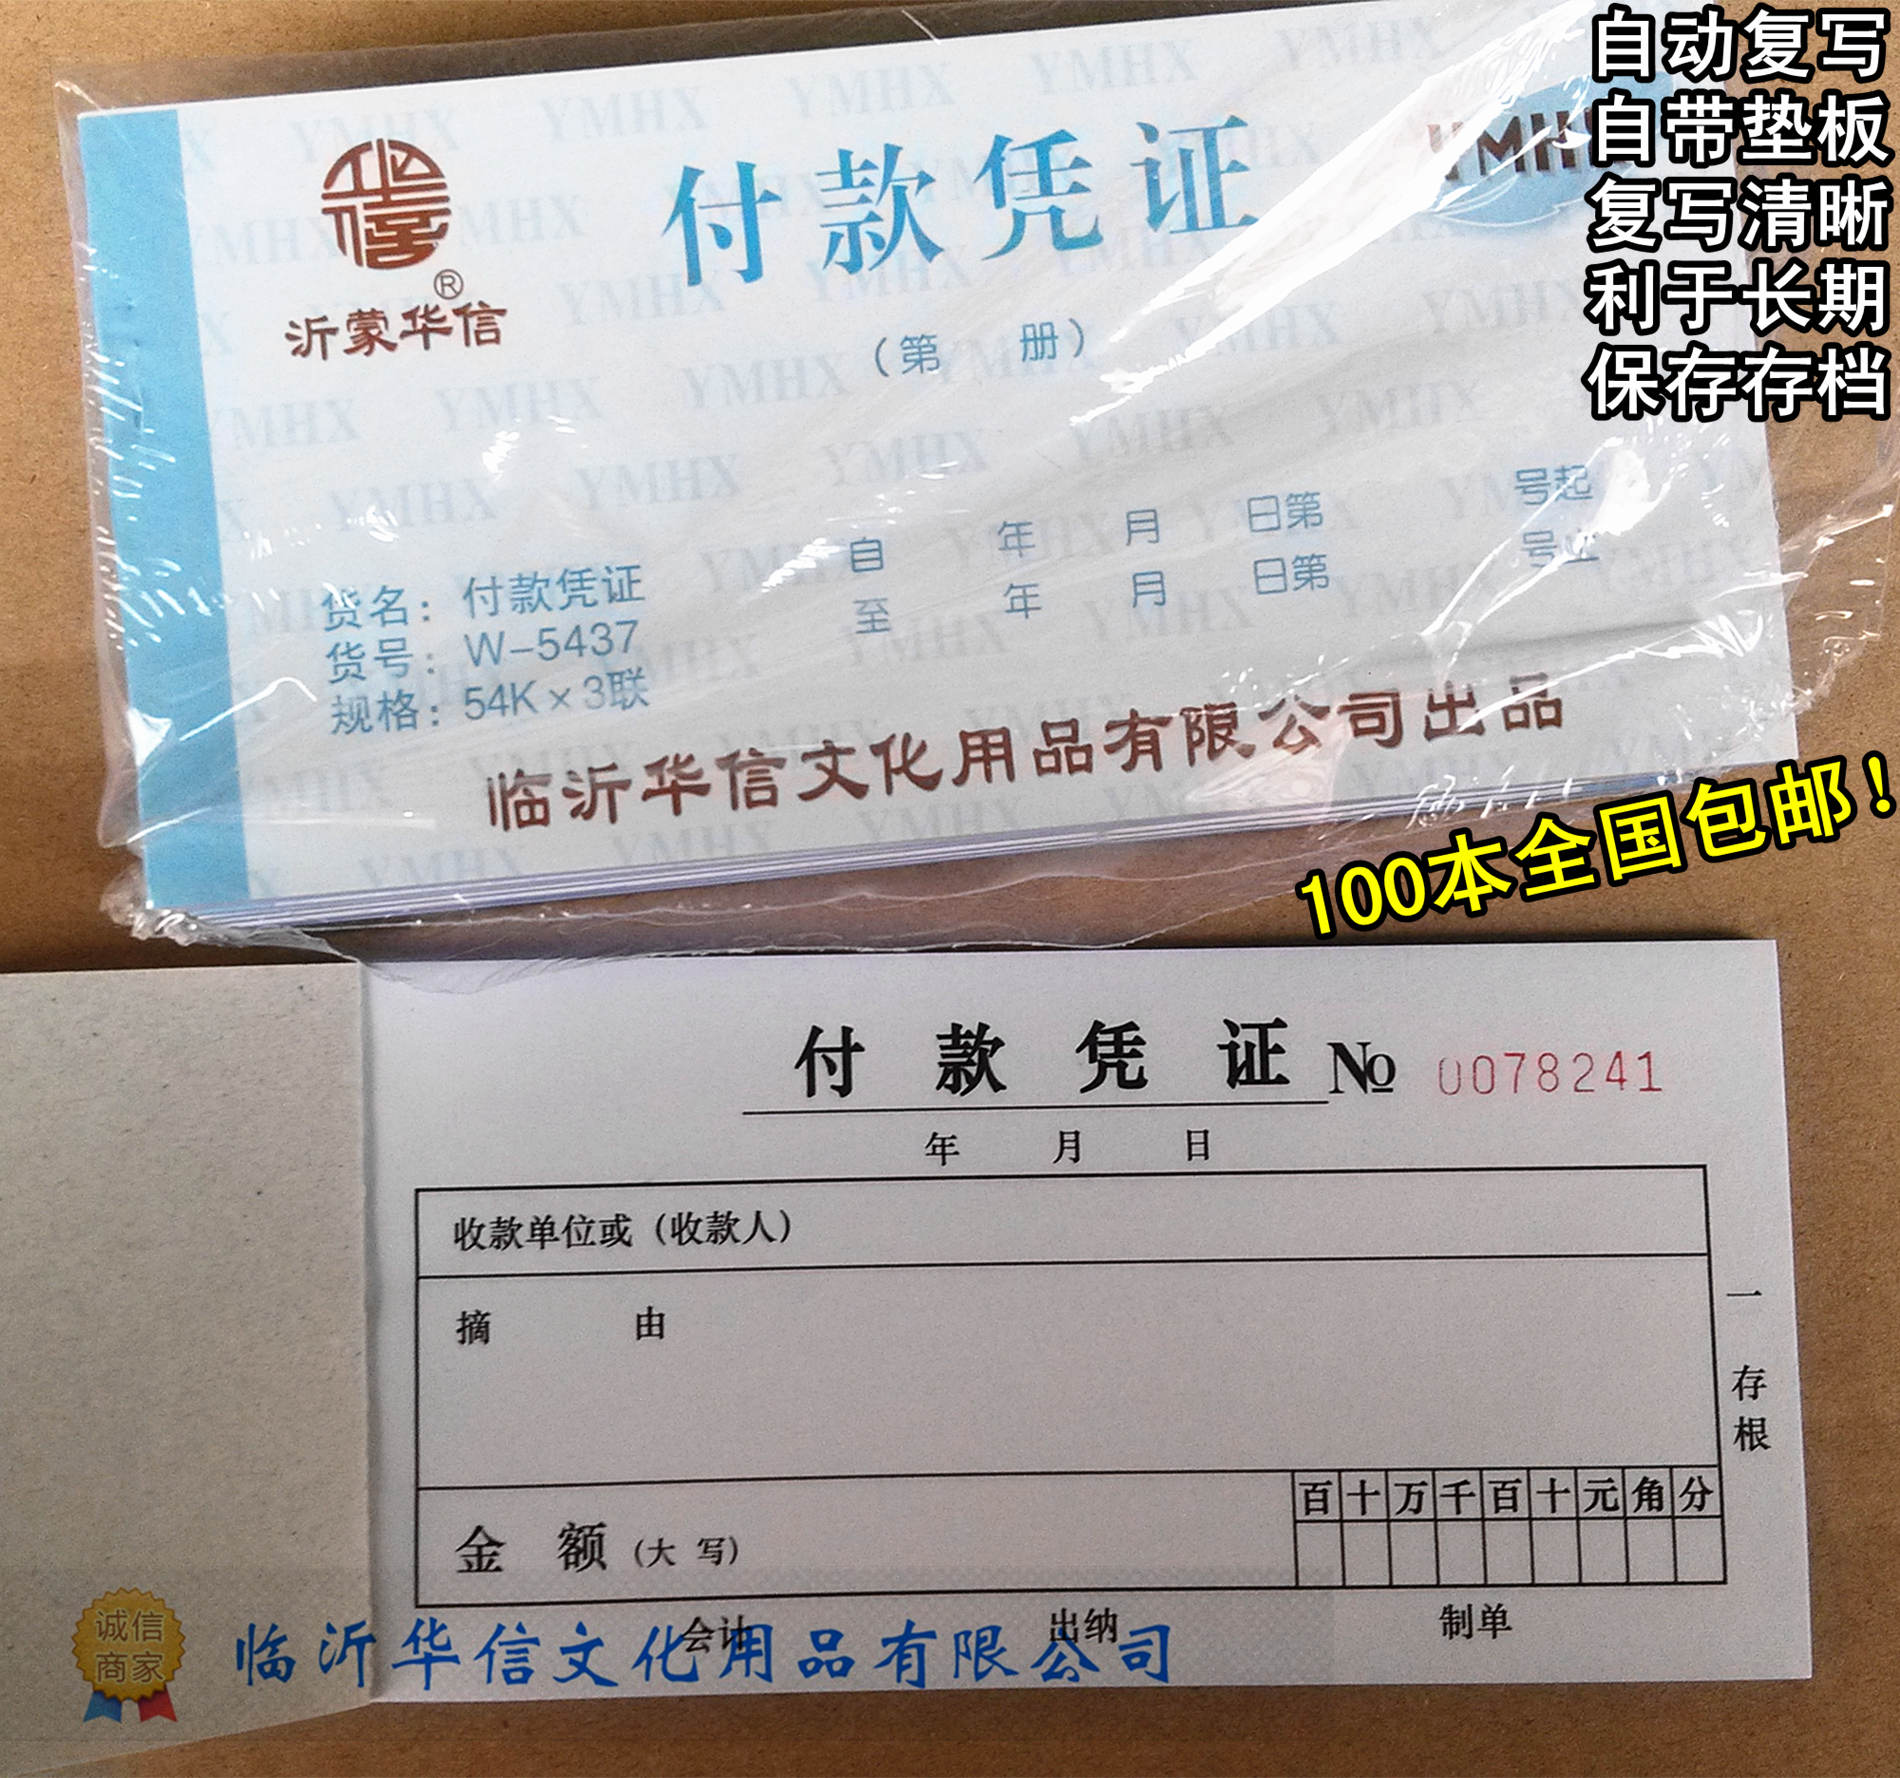 自动复写
自带垫板
复写清晰
利于长期
保存存档
YMHX
华信
®
沂蒙华信
付款凭证
（第 册）
自 年 月 日第 号起
至 年 月 日第 号止
货名：付款凭证
货号：W-5437
规格：54K×3联
临沂华信文化用品有限公司出品
100本全国包邮！
付款凭证 № 0078241
年 月 日
收款单位或（收款人）
摘 由
一存根
百十万千百十元角分
金 额（大 写）
会计 出纳 制单
诚信
商家
临沂华信文化用品有限公司